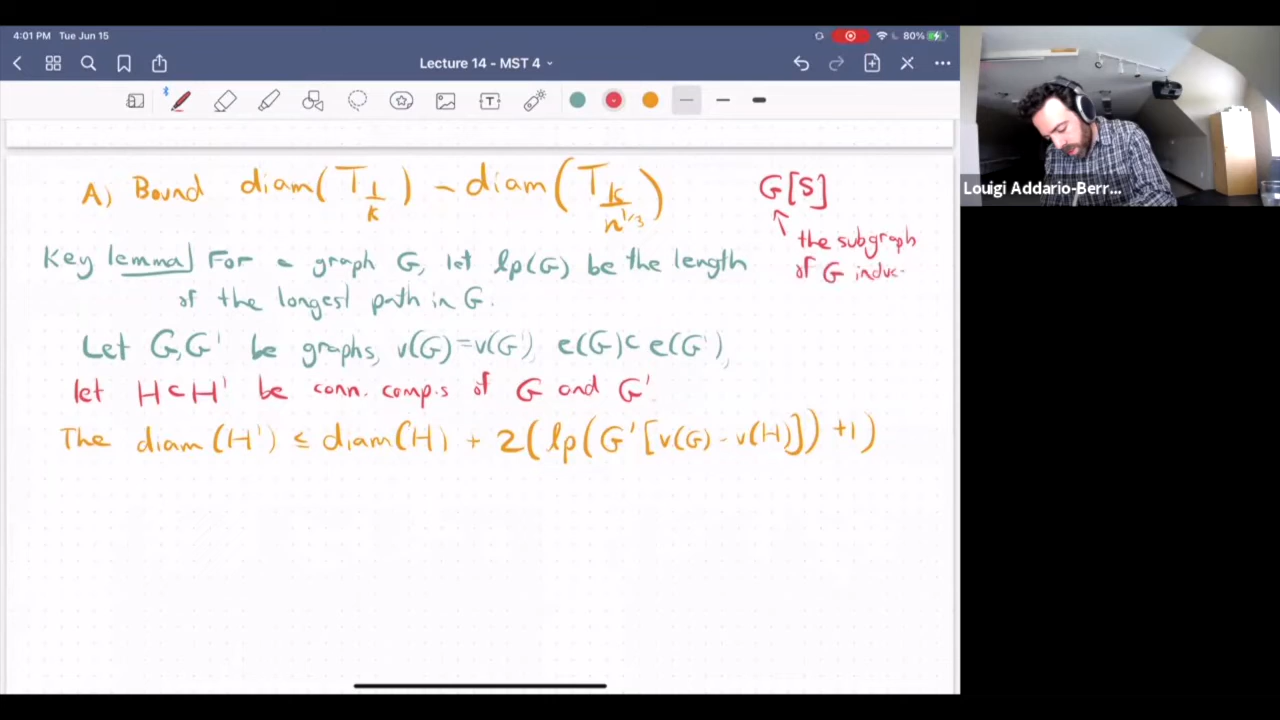 4:01 PM Tue Jun 15
80%
Lecture 14 - MST 4
A) Bound diam(T_{1/k}) - diam(T_{k/n^{1/3}})
G[S]
the subgraph
of G induc-
Key lemma) For a graph G, let lp(G) be the length
of the longest path in G.
Let G,G' be graphs, v(G)=v(G'), e(G)⊂e(G'),
let H⊂H' be conn. comp.s of G and G'
The diam(H') ≤ diam(H) + 2(lp(G'[v(G)-v(H)])+1)
Louigi Addario-Berr...